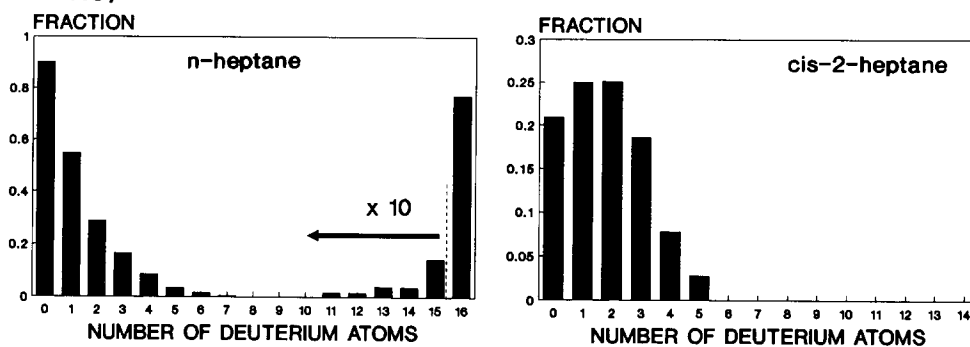 FRACTION
n-heptane
1
0.8
0.6
0.4
0.2
0
x 10
0 1 2 3 4 5 6 7 8 9 10 11 12 13 14 15 16
NUMBER OF DEUTERIUM ATOMS
FRACTION
cis-2-heptane
0.3
0.25
0.2
0.15
0.1
0.05
0
0 1 2 3 4 5 6 7 8 9 10 11 12 13 14
NUMBER OF DEUTERIUM ATOMS